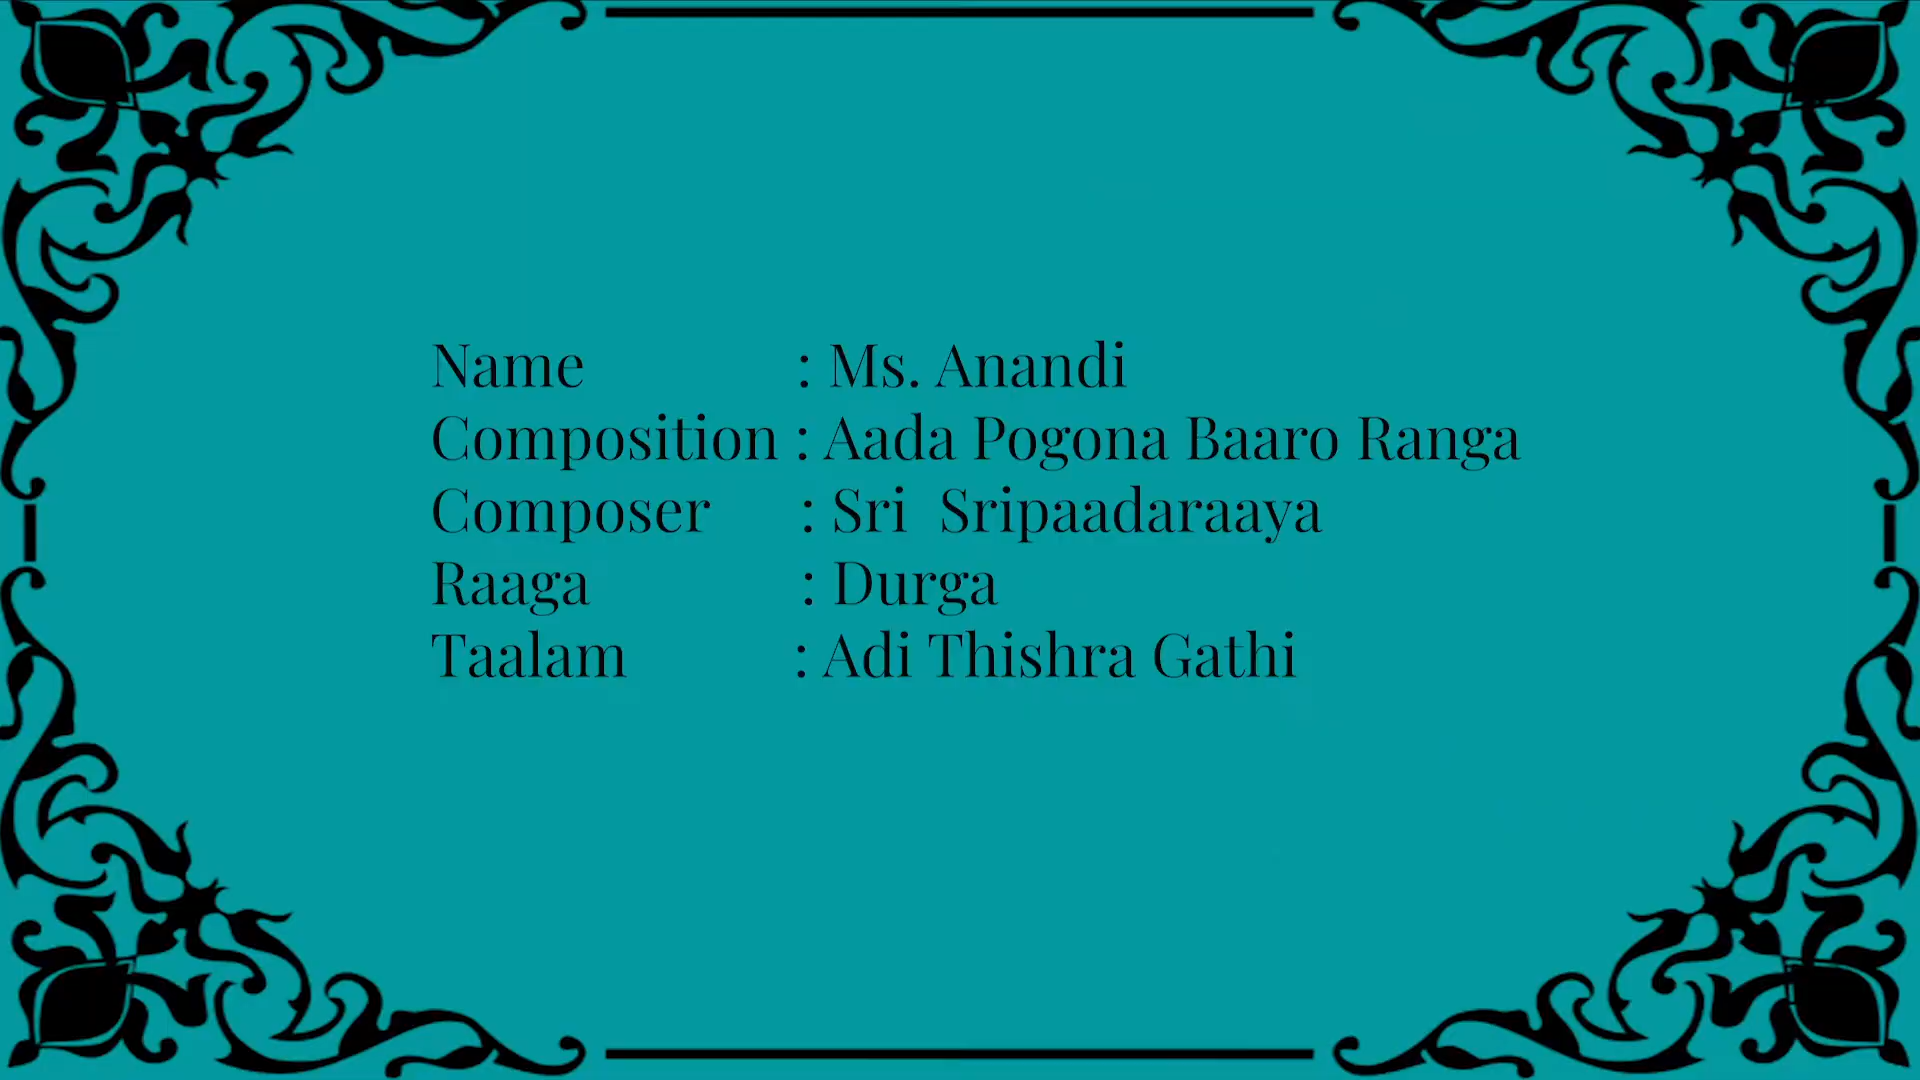 Name : Ms. Anandi
Composition : Aada Pogona Baaro Ranga
Composer : Sri Sripaadaraaya
Raaga : Durga
Taalam : Adi Thishra Gathi